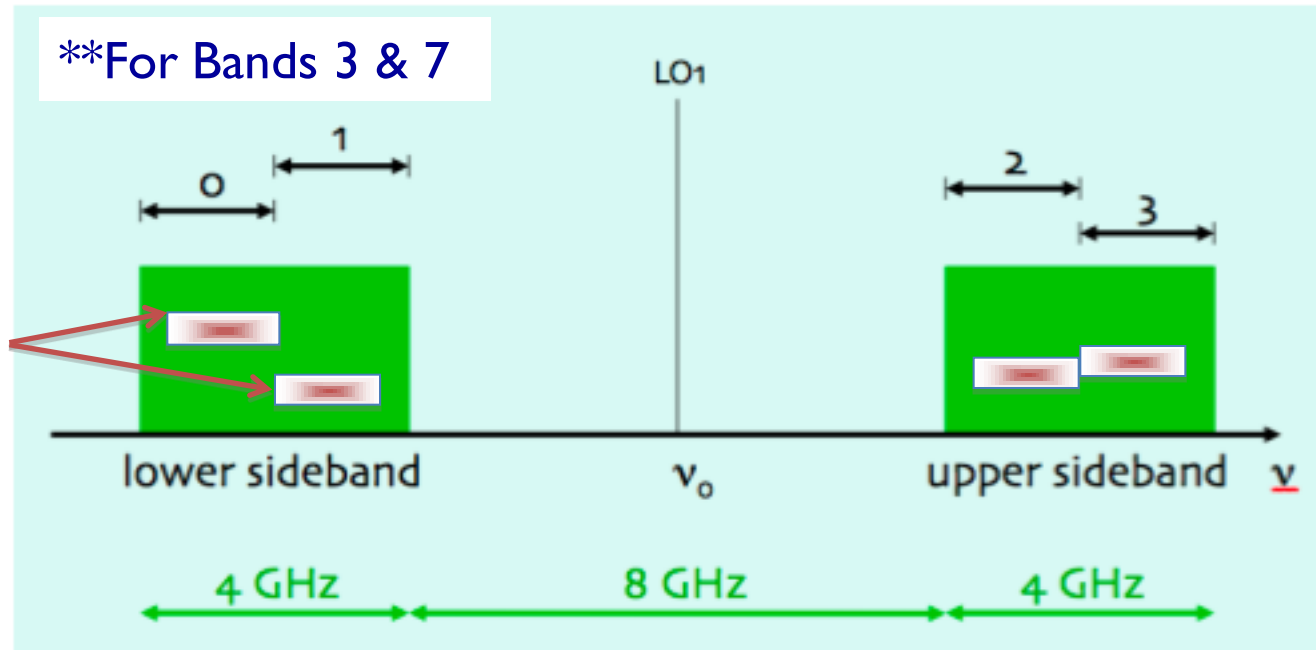 **For Bands 3 & 7
LO1
0
1
2
3
lower sideband
ν₀
upper sideband
ν
4 GHz
8 GHz
4 GHz